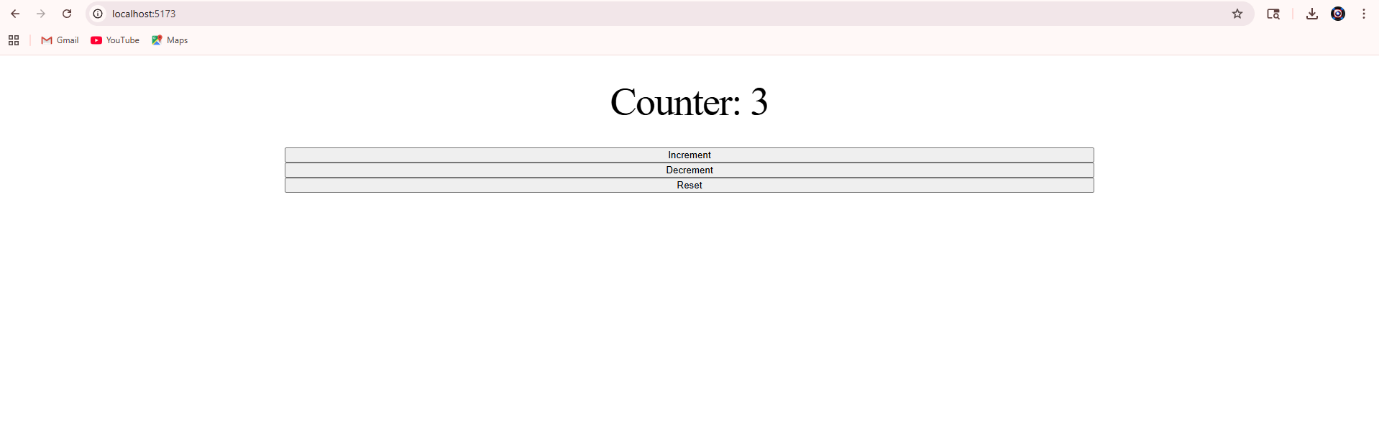 localhost:5173
Gmail YouTube Maps
Counter: 3
Increment
Decrement
Reset